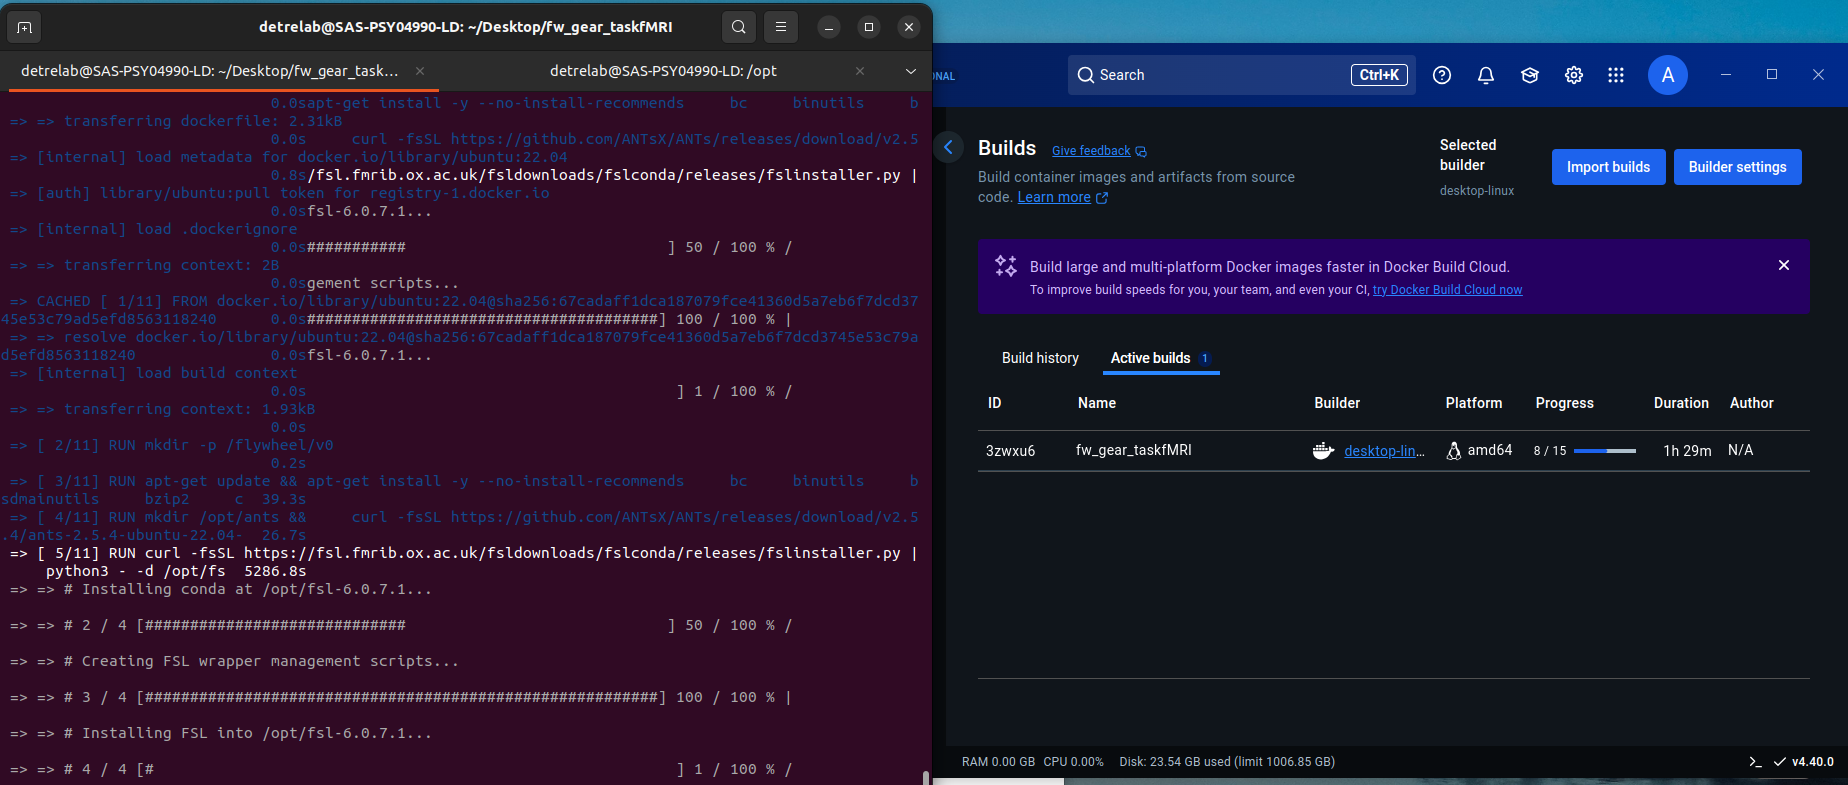 detrelab@SAS-PSY04990-LD: ~/Desktop/fw_gear_taskfMRI
detrelab@SAS-PSY04990-LD: ~/Desktop/fw_gear_task...
detrelab@SAS-PSY04990-LD: /opt
0.0sapt-get install -y --no-install-recommends     bc     binutils     b
=> => transferring dockerfile: 2.31kB
0.0s     curl -fsSL https://github.com/ANTsX/ANTs/releases/download/v2.5
=> [internal] load metadata for docker.io/library/ubuntu:22.04
0.8s/fsl.fmrib.ox.ac.uk/fsldownloads/fslconda/releases/fslinstaller.py |
=> [auth] library/ubuntu:pull token for registry-1.docker.io
0.0sfsl-6.0.7.1...
=> [internal] load .dockerignore
0.0s###########                             ] 50 / 100 % /
=> => transferring context: 2B
0.0sgement scripts...
=> CACHED [ 1/11] FROM docker.io/library/ubuntu:22.04@sha256:67cadaff1dca187079fce41360d5a7eb6f7dcd37
45e53c79ad5efd8563118240      0.0s#######################################] 100 / 100 % |
=> => resolve docker.io/library/ubuntu:22.04@sha256:67cadaff1dca187079fce41360d5a7eb6f7dcd3745e53c79a
d5efd8563118240               0.0sfsl-6.0.7.1...
=> [internal] load build context
0.0s                                         ] 1 / 100 % /
=> => transferring context: 1.93kB
0.0s
=> [ 2/11] RUN mkdir -p /flywheel/v0
0.2s
=> [ 3/11] RUN apt-get update && apt-get install -y --no-install-recommends     bc     binutils     b
sdmainutils     bzip2     c  39.3s
=> [ 4/11] RUN mkdir /opt/ants &&     curl -fsSL https://github.com/ANTsX/ANTs/releases/download/v2.5
.4/ants-2.5.4-ubuntu-22.04-  26.7s
=> [ 5/11] RUN curl -fsSL https://fsl.fmrib.ox.ac.uk/fsldownloads/fslconda/releases/fslinstaller.py |
python3 - -d /opt/fs  5286.8s
=> => # Installing conda at /opt/fsl-6.0.7.1...
=> => # 2 / 4 [#############################                             ] 50 / 100 % /
=> => # Creating FSL wrapper management scripts...
=> => # 3 / 4 [#########################################################] 100 / 100 % |
=> => # Installing FSL into /opt/fsl-6.0.7.1...
=> => # 4 / 4 [#                                                          ] 1 / 100 % /
ONAL
Search
Ctrl+K
A
Builds
Give feedback
Build container images and artifacts from source
code. Learn more
Selected
builder
desktop-linux
Import builds
Builder settings
Build large and multi-platform Docker images faster in Docker Build Cloud.
To improve build speeds for you, your team, and even your CI, try Docker Build Cloud now
Build history
Active builds 1
ID Name Builder Platform Progress Duration Author
3zwxu6 fw_gear_taskfMRI desktop-lin... amd64 8 / 15 1h 29m N/A
RAM 0.00 GB CPU 0.00% Disk: 23.54 GB used (limit 1006.85 GB)
v4.40.0